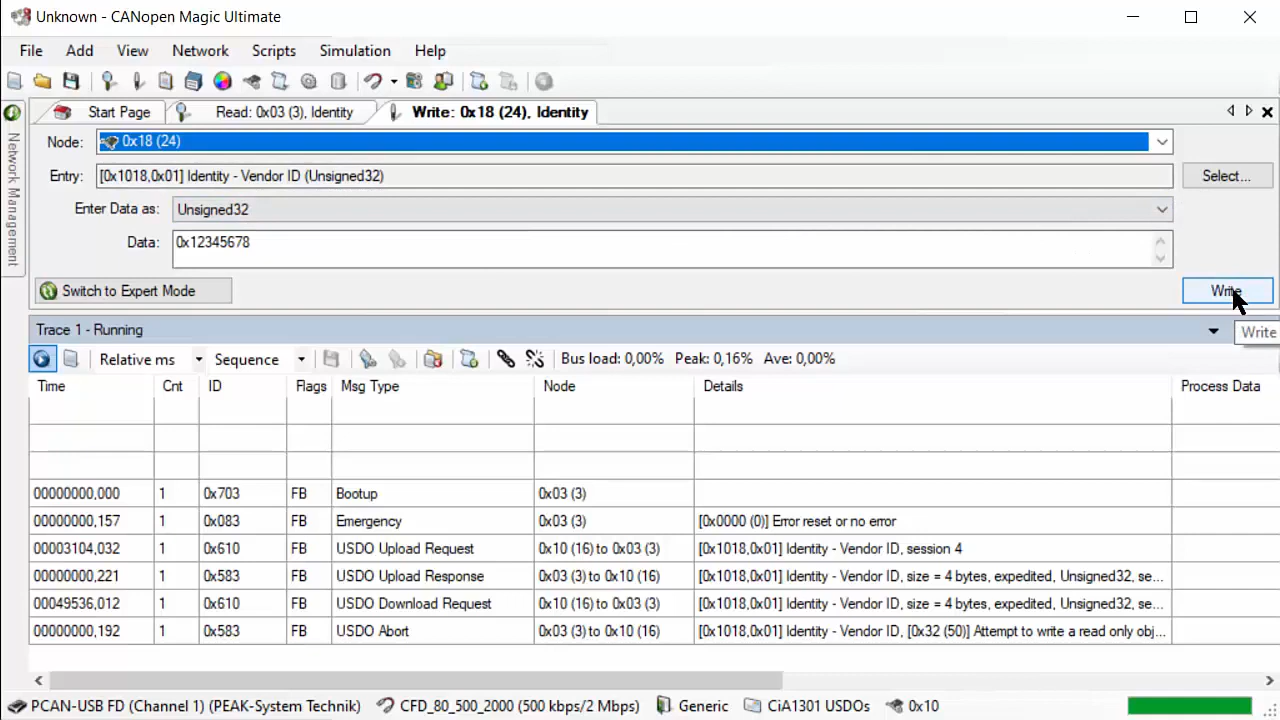 Unknown - CANopen Magic Ultimate
File Add View Network Scripts Simulation Help
Start Page Read: 0x03 (3), Identity Write: 0x18 (24), Identity
Network Management
Node: 0x18 (24)
Entry: [0x1018,0x01] Identity - Vendor ID (Unsigned32) Select...
Enter Data as: Unsigned32
Data: 0x12345678
Switch to Expert Mode Write
Trace 1 - Running Write
Relative ms Sequence Bus load: 0,00% Peak: 0,16% Ave: 0,00%
Time Cnt ID Flags Msg Type Node Details Process Data
00000000,000 1 0x703 FB Bootup 0x03 (3)
00000000,157 1 0x083 FB Emergency 0x03 (3) [0x0000 (0)] Error reset or no error
00003104,032 1 0x610 FB USDO Upload Request 0x10 (16) to 0x03 (3) [0x1018,0x01] Identity - Vendor ID, session 4
00000000,221 1 0x583 FB USDO Upload Response 0x03 (3) to 0x10 (16) [0x1018,0x01] Identity - Vendor ID, size = 4 bytes, expedited, Unsigned32, se...
00049536,012 1 0x610 FB USDO Download Request 0x10 (16) to 0x03 (3) [0x1018,0x01] Identity - Vendor ID, size = 4 bytes, expedited, Unsigned32, se...
00000000,192 1 0x583 FB USDO Abort 0x03 (3) to 0x10 (16) [0x1018,0x01] Identity - Vendor ID, [0x32 (50)] Attempt to write a read only obj...
PCAN-USB FD (Channel 1) (PEAK-System Technik) CFD_80_500_2000 (500 kbps/2 Mbps) Generic CiA1301 USDOs 0x10